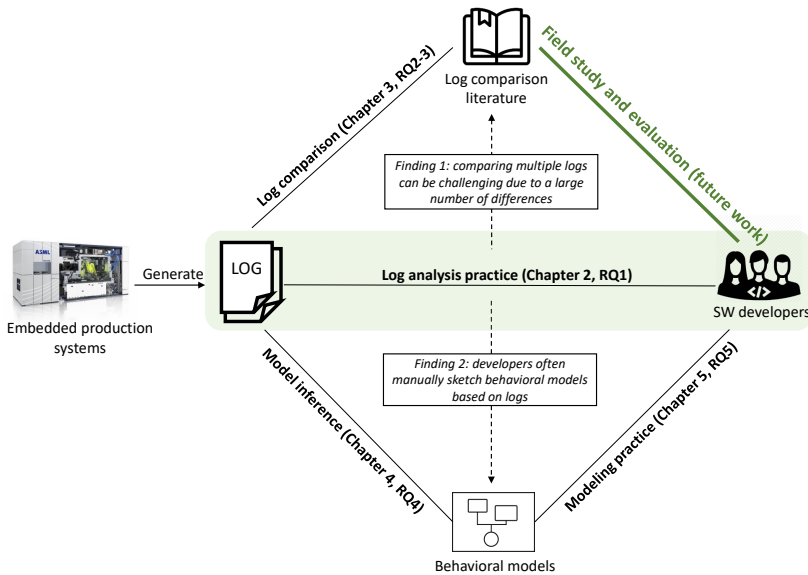 Log comparison
literature
Log comparison (Chapter 3, RQ2-3)
Field study and evaluation (future work)
Finding 1: comparing multiple logs
can be challenging due to a large
number of differences
ASML
Embedded production
systems
Generate
LOG
Log analysis practice (Chapter 2, RQ1)
</>
SW developers
Finding 2: developers often
manually sketch behavioral models
based on logs
Model inference (Chapter 4, RQ4)
Modeling practice (Chapter 5, RQ5)
Behavioral models